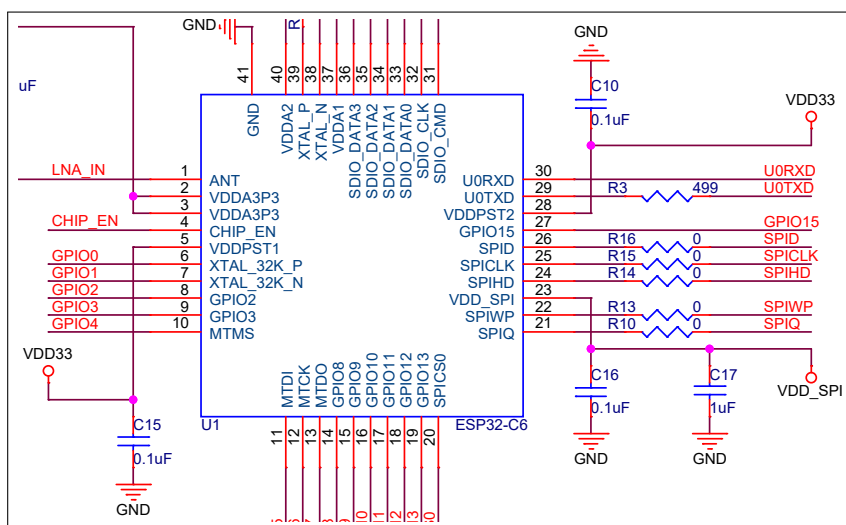 GND
R
GND
uF
C10
0.1uF
VDD33
41
40
39
38
37
36
35
34
33
32
31
GND
VDDA2
XTAL_P
XTAL_N
VDDA1
SDIO_DATA3
SDIO_DATA2
SDIO_DATA1
SDIO_DATA0
SDIO_CLK
SDIO_CMD
LNA_IN 1 ANT
2 VDDA3P3
3 VDDA3P3
CHIP_EN 4 CHIP_EN
5 VDDPST1
GPIO0 6 XTAL_32K_P
GPIO1 7 XTAL_32K_N
GPIO2 8 GPIO2
GPIO3 9 GPIO3
GPIO4 10 MTMS
U0RXD 30 U0RXD
U0TXD 29 R3 499 U0TXD
VDDPST2 28
GPIO15 27 GPIO15
SPID 26 R16 0 SPID
SPICLK 25 R15 0 SPICLK
SPIHD 24 R14 0 SPIHD
VDD_SPI 23
SPIWP 22 R13 0 SPIWP
SPIQ 21 R10 0 SPIQ
VDD33
C15
0.1uF
GND
MTDI
MTCK
MTDO
GPIO8
GPIO9
GPIO10
GPIO11
GPIO12
GPIO13
SPICS0
U1
ESP32-C6
11
12
13
14
15
16
17
18
19
20
C16
0.1uF
GND
C17
1uF
GND
VDD_SPI